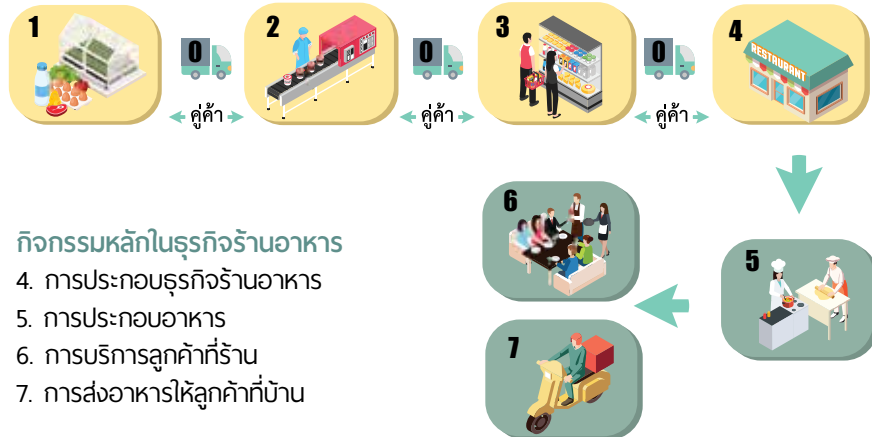 1
0
2
0
3
0
4
RESTAURANT
คู่ค้า
คู่ค้า
คู่ค้า
6
5
7
กิจกรรมหลักในธุรกิจร้านอาหาร
4. การประกอบธุรกิจร้านอาหาร
5. การประกอบอาหาร
6. การบริการลูกค้าที่ร้าน
7. การส่งอาหารให้ลูกค้าที่บ้าน